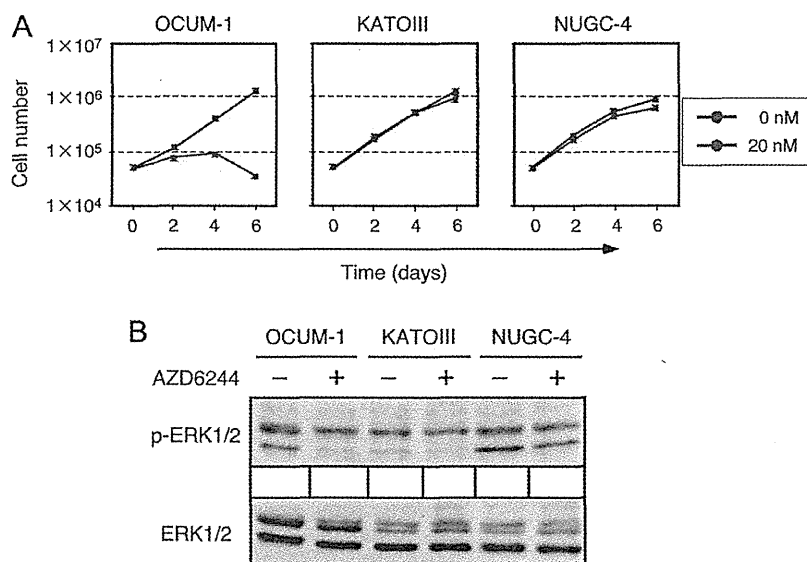 A
OCUM-1 KATOIII NUGC-4
Cell number
1×10⁷
1×10⁶
1×10⁵
1×10⁴
0 2 4 6 0 2 4 6 0 2 4 6
Time (days)
0 nM
20 nM
B
OCUM-1 KATOIII NUGC-4
AZD6244 − + − + − +
p-ERK1/2
ERK1/2